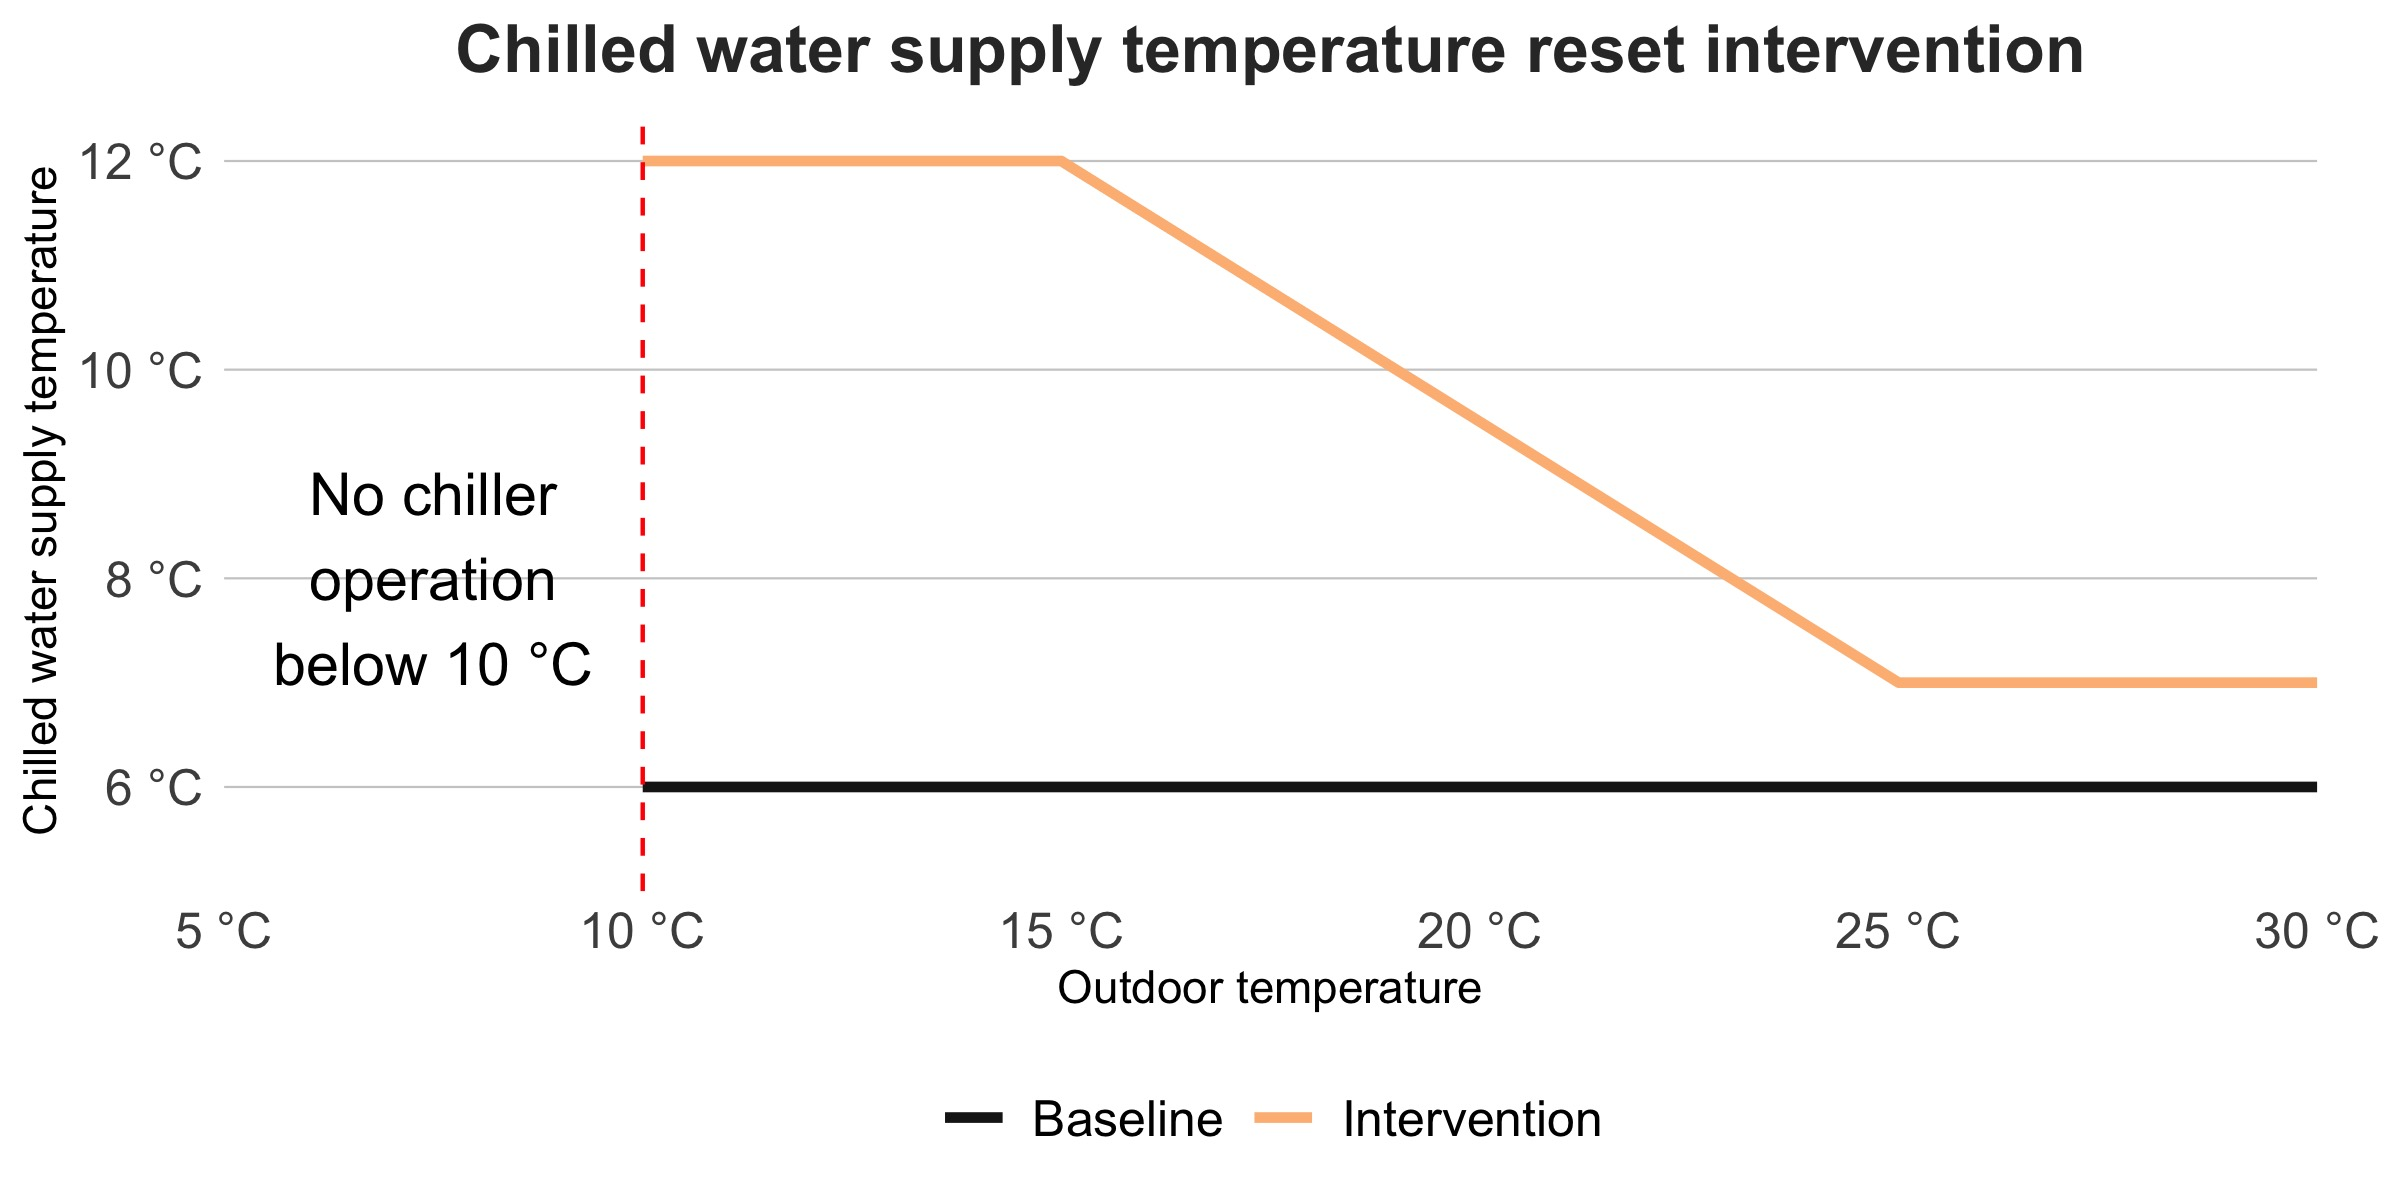 Chilled water supply temperature reset intervention
Chilled water supply temperature
12 °C
10 °C
8 °C
6 °C
No chiller
operation
below 10 °C
5 °C
10 °C
15 °C
20 °C
25 °C
30 °C
Outdoor temperature
Baseline
Intervention